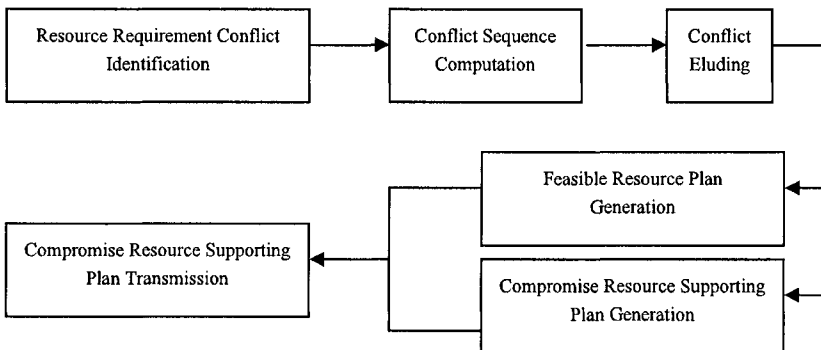 Resource Requirement Conflict
Identification
Conflict Sequence
Computation
Conflict
Eluding
Feasible Resource Plan
Generation
Compromise Resource Supporting
Plan Transmission
Compromise Resource Supporting
Plan Generation